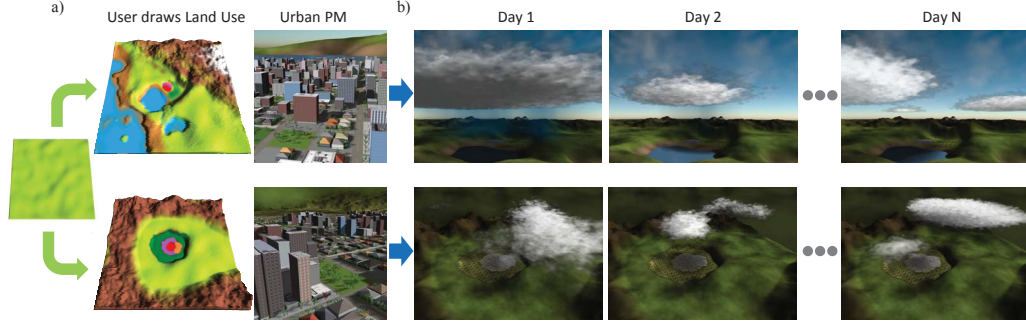 a)
User draws Land Use
Urban PM
b)
Day 1
Day 2
Day N